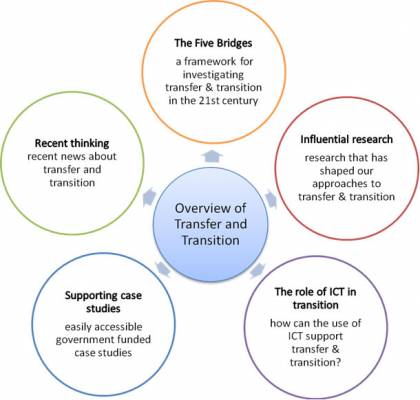 The Five Bridges
a framework for
investigating
transfer & transition
in the 21st century
Influential research
research that has
shaped our
approaches to
transfer & transition
The role of ICT in
transition
how can the use of
ICT support
transfer &
transition?
Supporting case
studies
easily accessible
government funded
case studies
Recent thinking
recent news about
transfer and
transition
Overview of
Transfer and
Transition